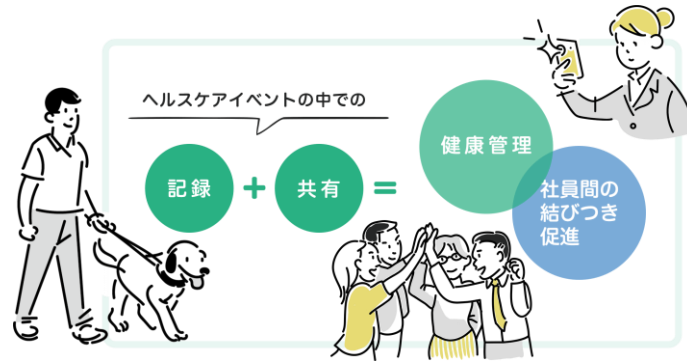 ヘルスケアイベントの中での
記録
+
共有
=
健康管理
社員間の
結びつき
促進